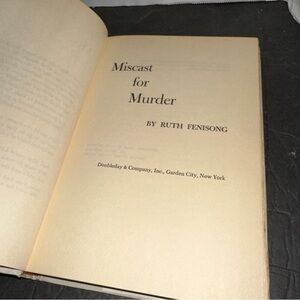 Miscast
for
Murder
BY RUTH FENISONG
Doubleday & Company, Inc., Garden City, New York